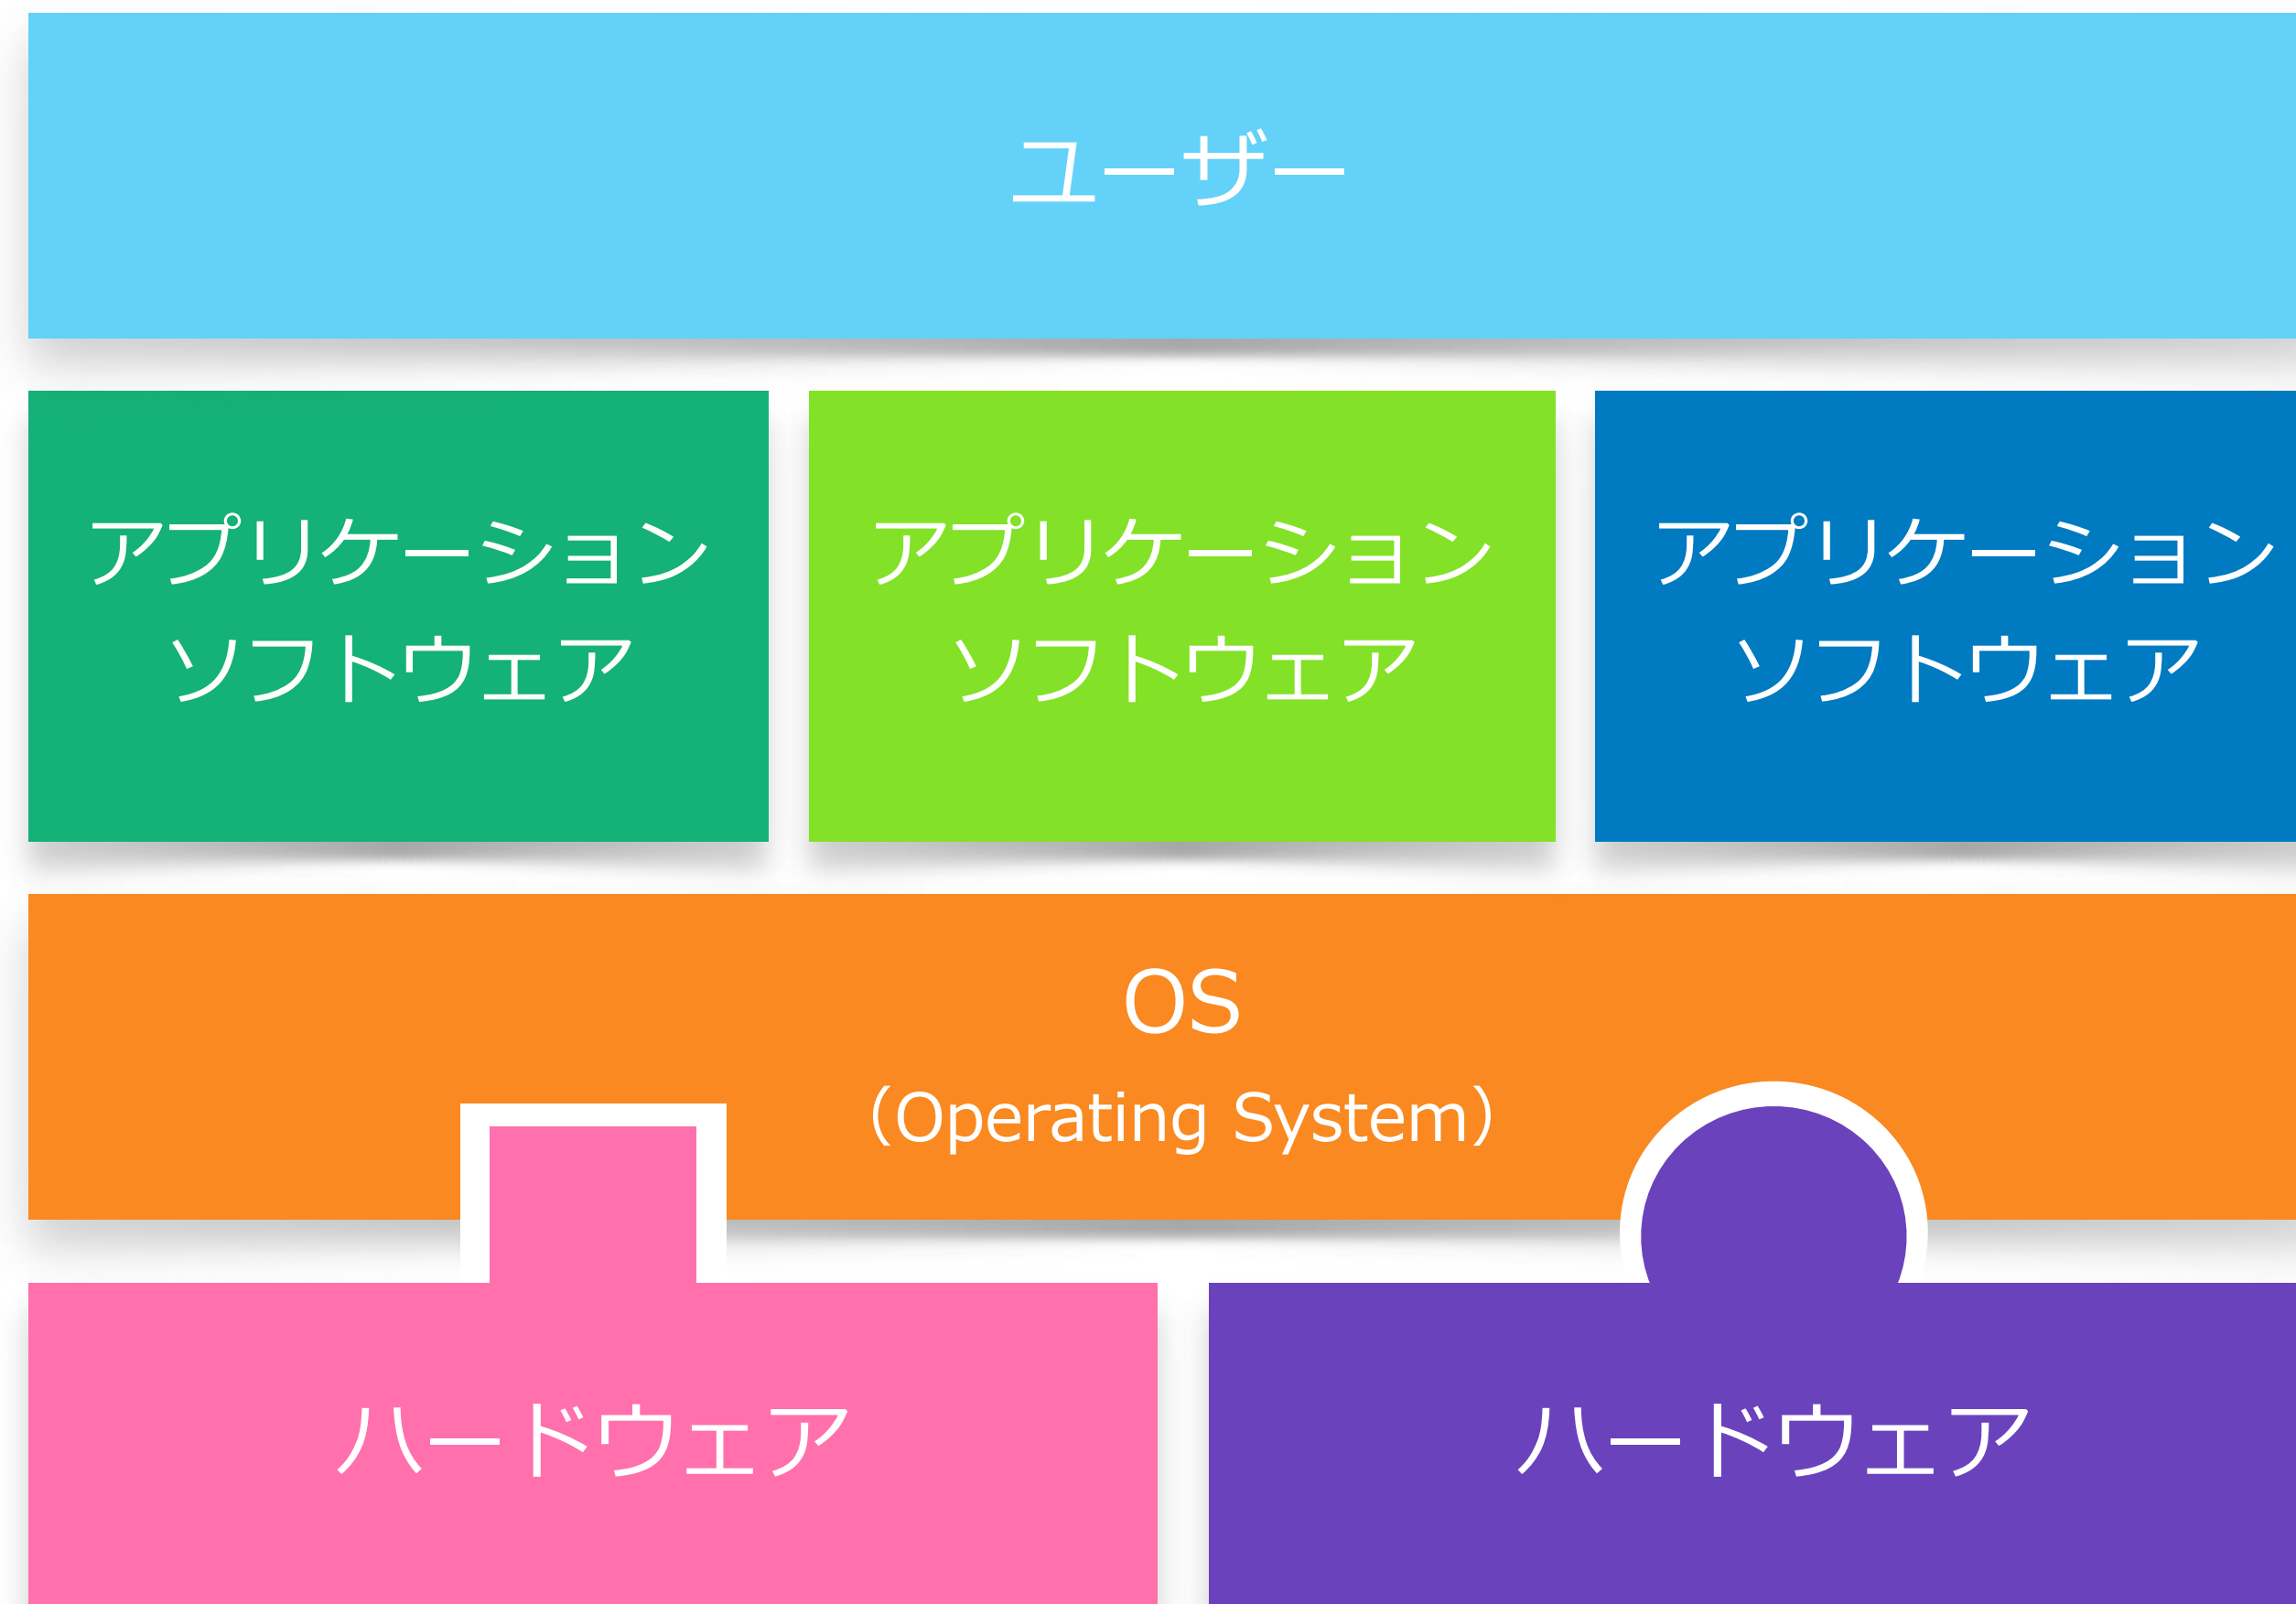 ユーザー
アプリケーション
ソフトウェア
アプリケーション
ソフトウェア
アプリケーション
ソフトウェア
OS
(Operating System)
ハードウェア
ハードウェア